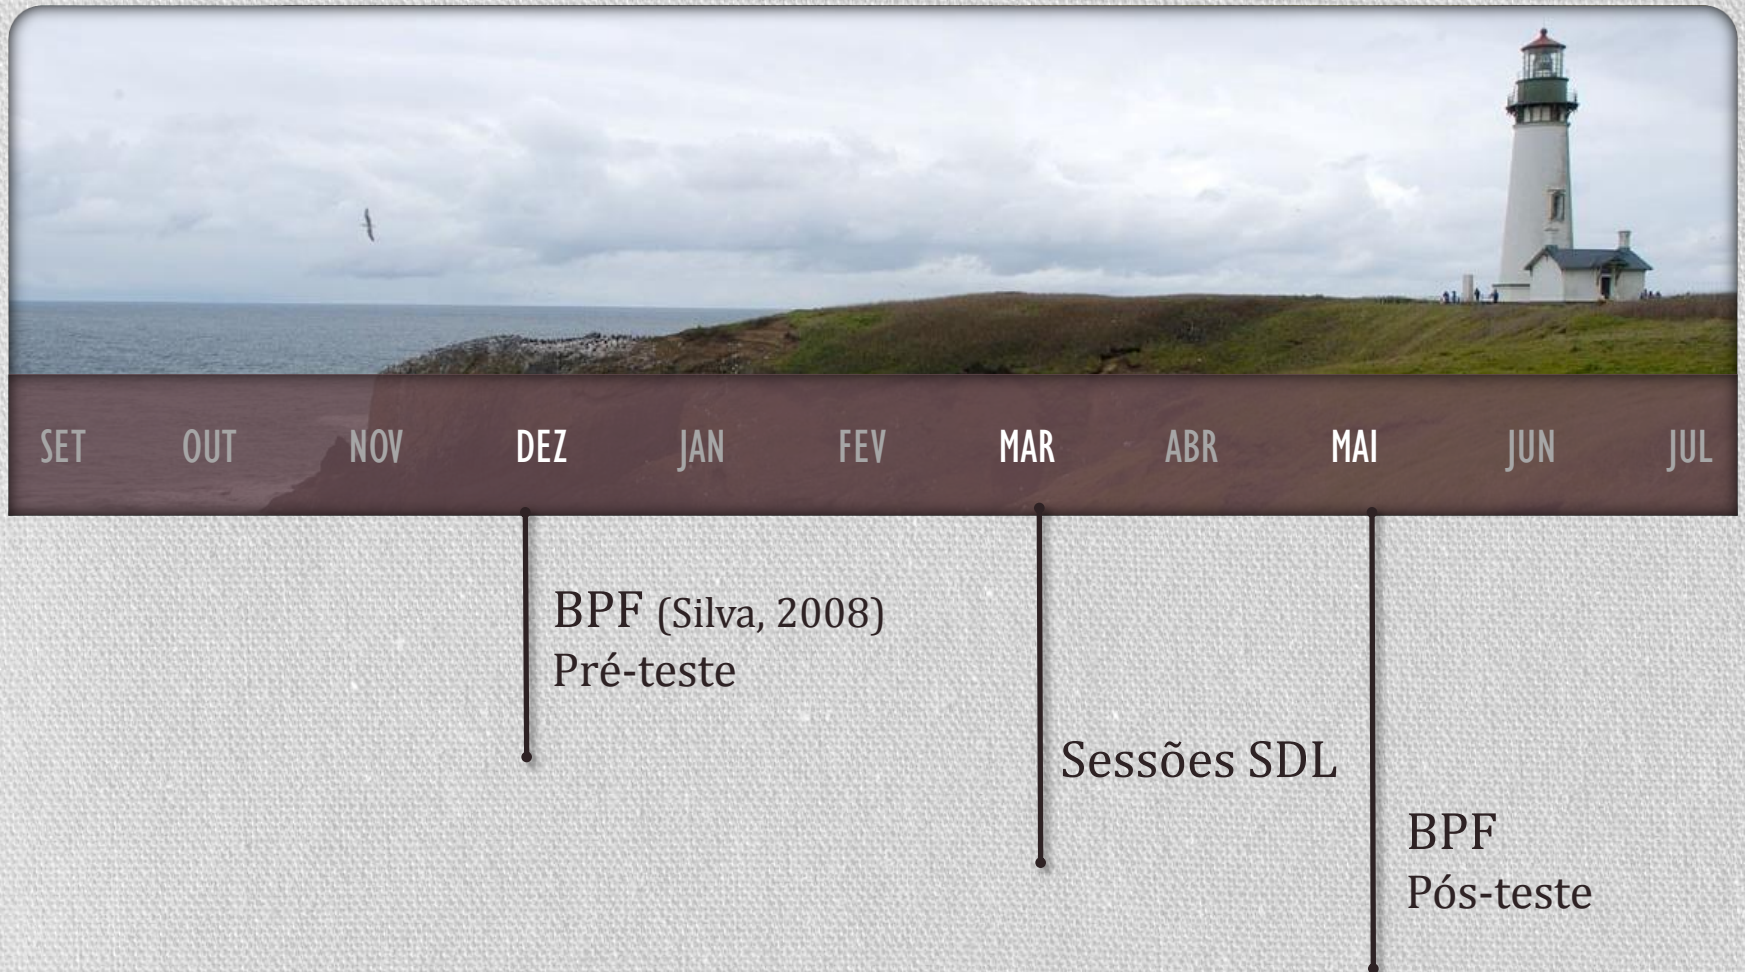 SET OUT NOV DEZ JAN FEV MAR ABR MAI JUN JUL
BPF (Silva, 2008)
Pré-teste
Sessões SDL
BPF
Pós-teste